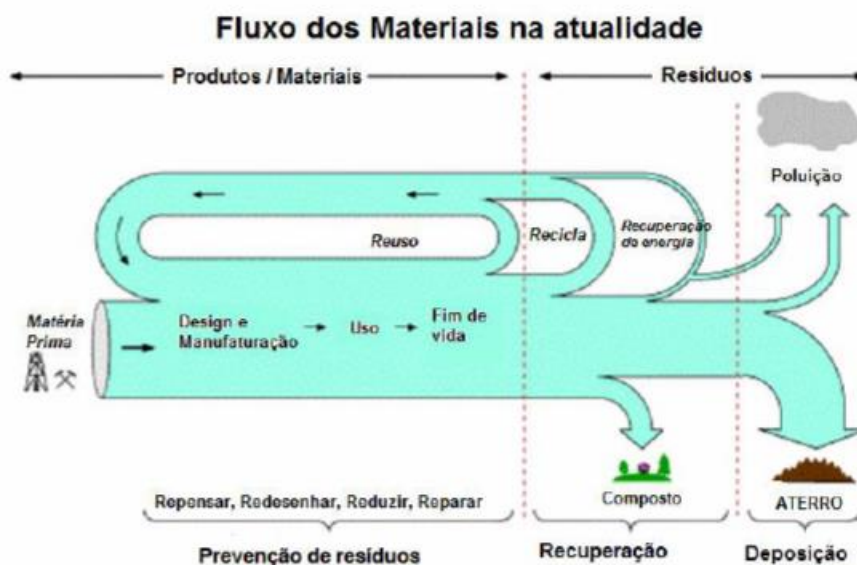 Fluxo dos Materiais na atualidade
Produtos / Materiais
Resíduos
Poluição
Reuso
Recicla
Recuperação
de energia
Matéria
Prima
Design e
Manufaturação
Uso
Fim de
vida
Composto
ATERRO
Repensar, Redesenhar, Reduzir, Reparar
Prevenção de resíduos
Recuperação
Deposição